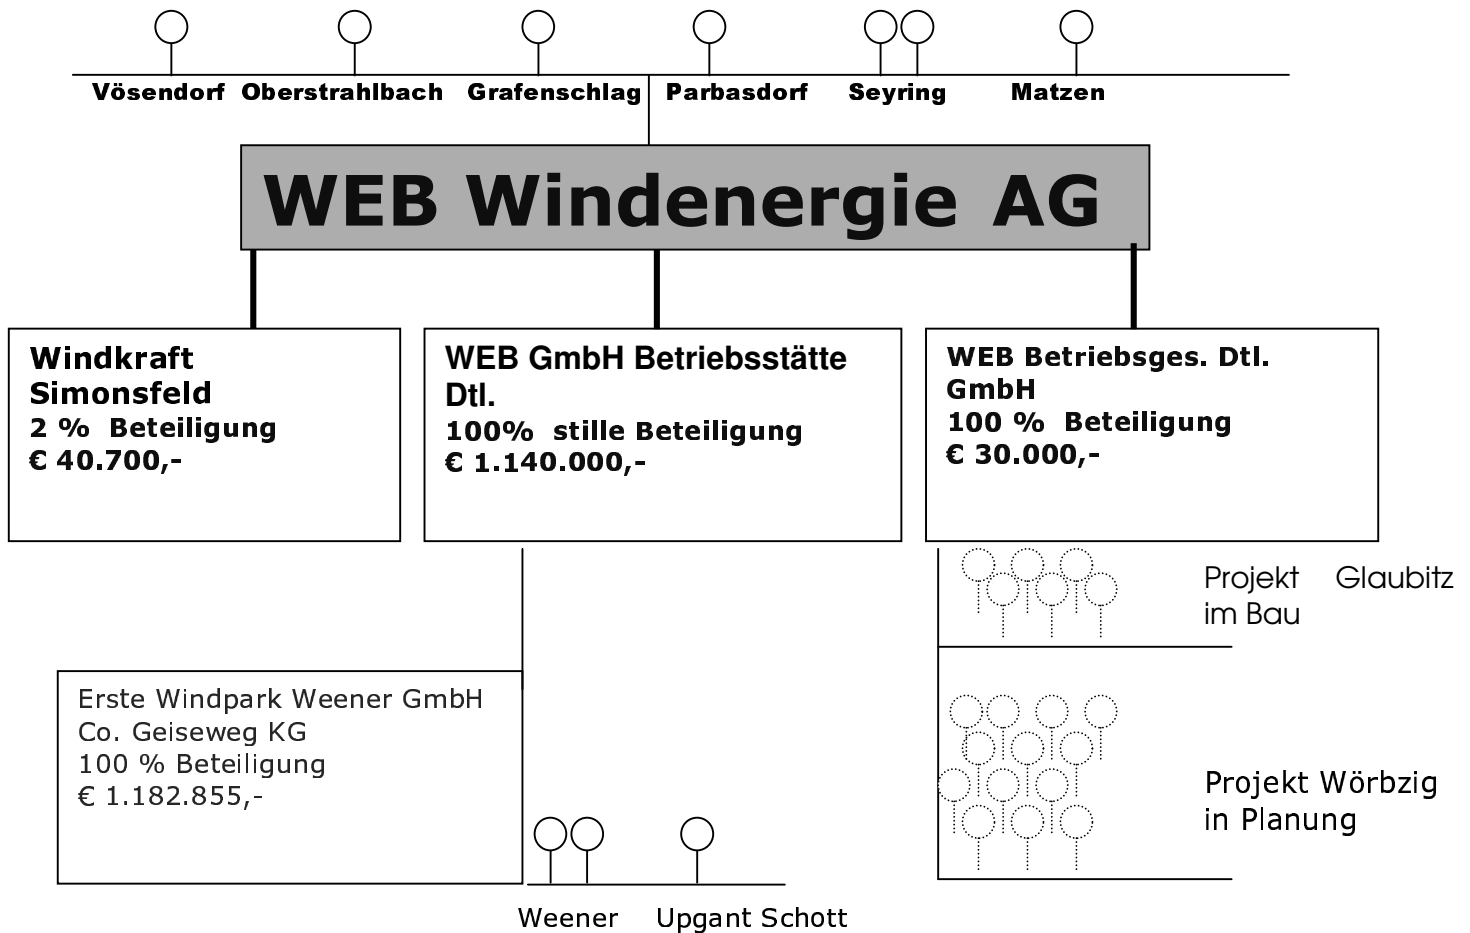 Vösendorf Oberstrahlbach Grafenschlag Parbasdorf Seyring Matzen
WEB Windenergie AG
Windkraft
Simonsfeld
2 % Beteiligung
€ 40.700,-
WEB GmbH Betriebsstätte
Dtl.
100% stille Beteiligung
€ 1.140.000,-
WEB Betriebsges. Dtl.
GmbH
100 % Beteiligung
€ 30.000,-
Projekt Glaubitz
im Bau
Erste Windpark Weener GmbH
Co. Geiseweg KG
100 % Beteiligung
€ 1.182.855,-
Projekt Wörbzig
in Planung
Weener Upgant Schott